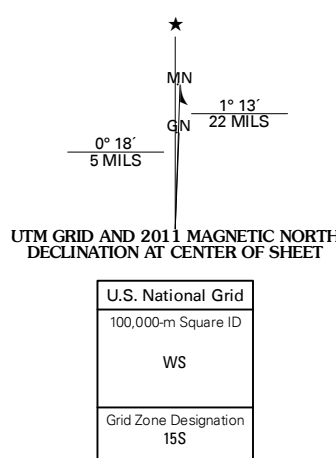 ★
MN
1° 13´
GN
22 MILS
0° 18´
5 MILS
UTM GRID AND 2011 MAGNETIC NORTH
DECLINATION AT CENTER OF SHEET
U.S. National Grid
100,000-m Square ID
WS
Grid Zone Designation
15S